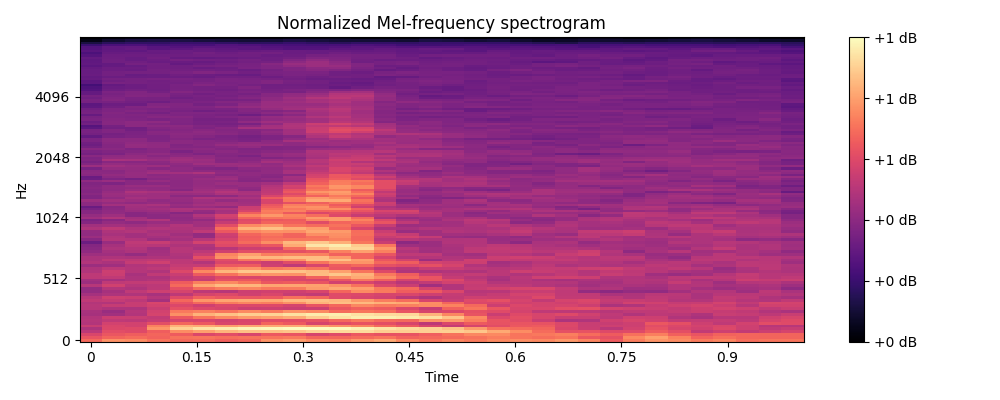 Normalized Mel-frequency spectrogram
Hz
4096
2048
1024
512
0
0 0.15 0.3 0.45 0.6 0.75 0.9
Time
+1 dB
+1 dB
+1 dB
+0 dB
+0 dB
+0 dB